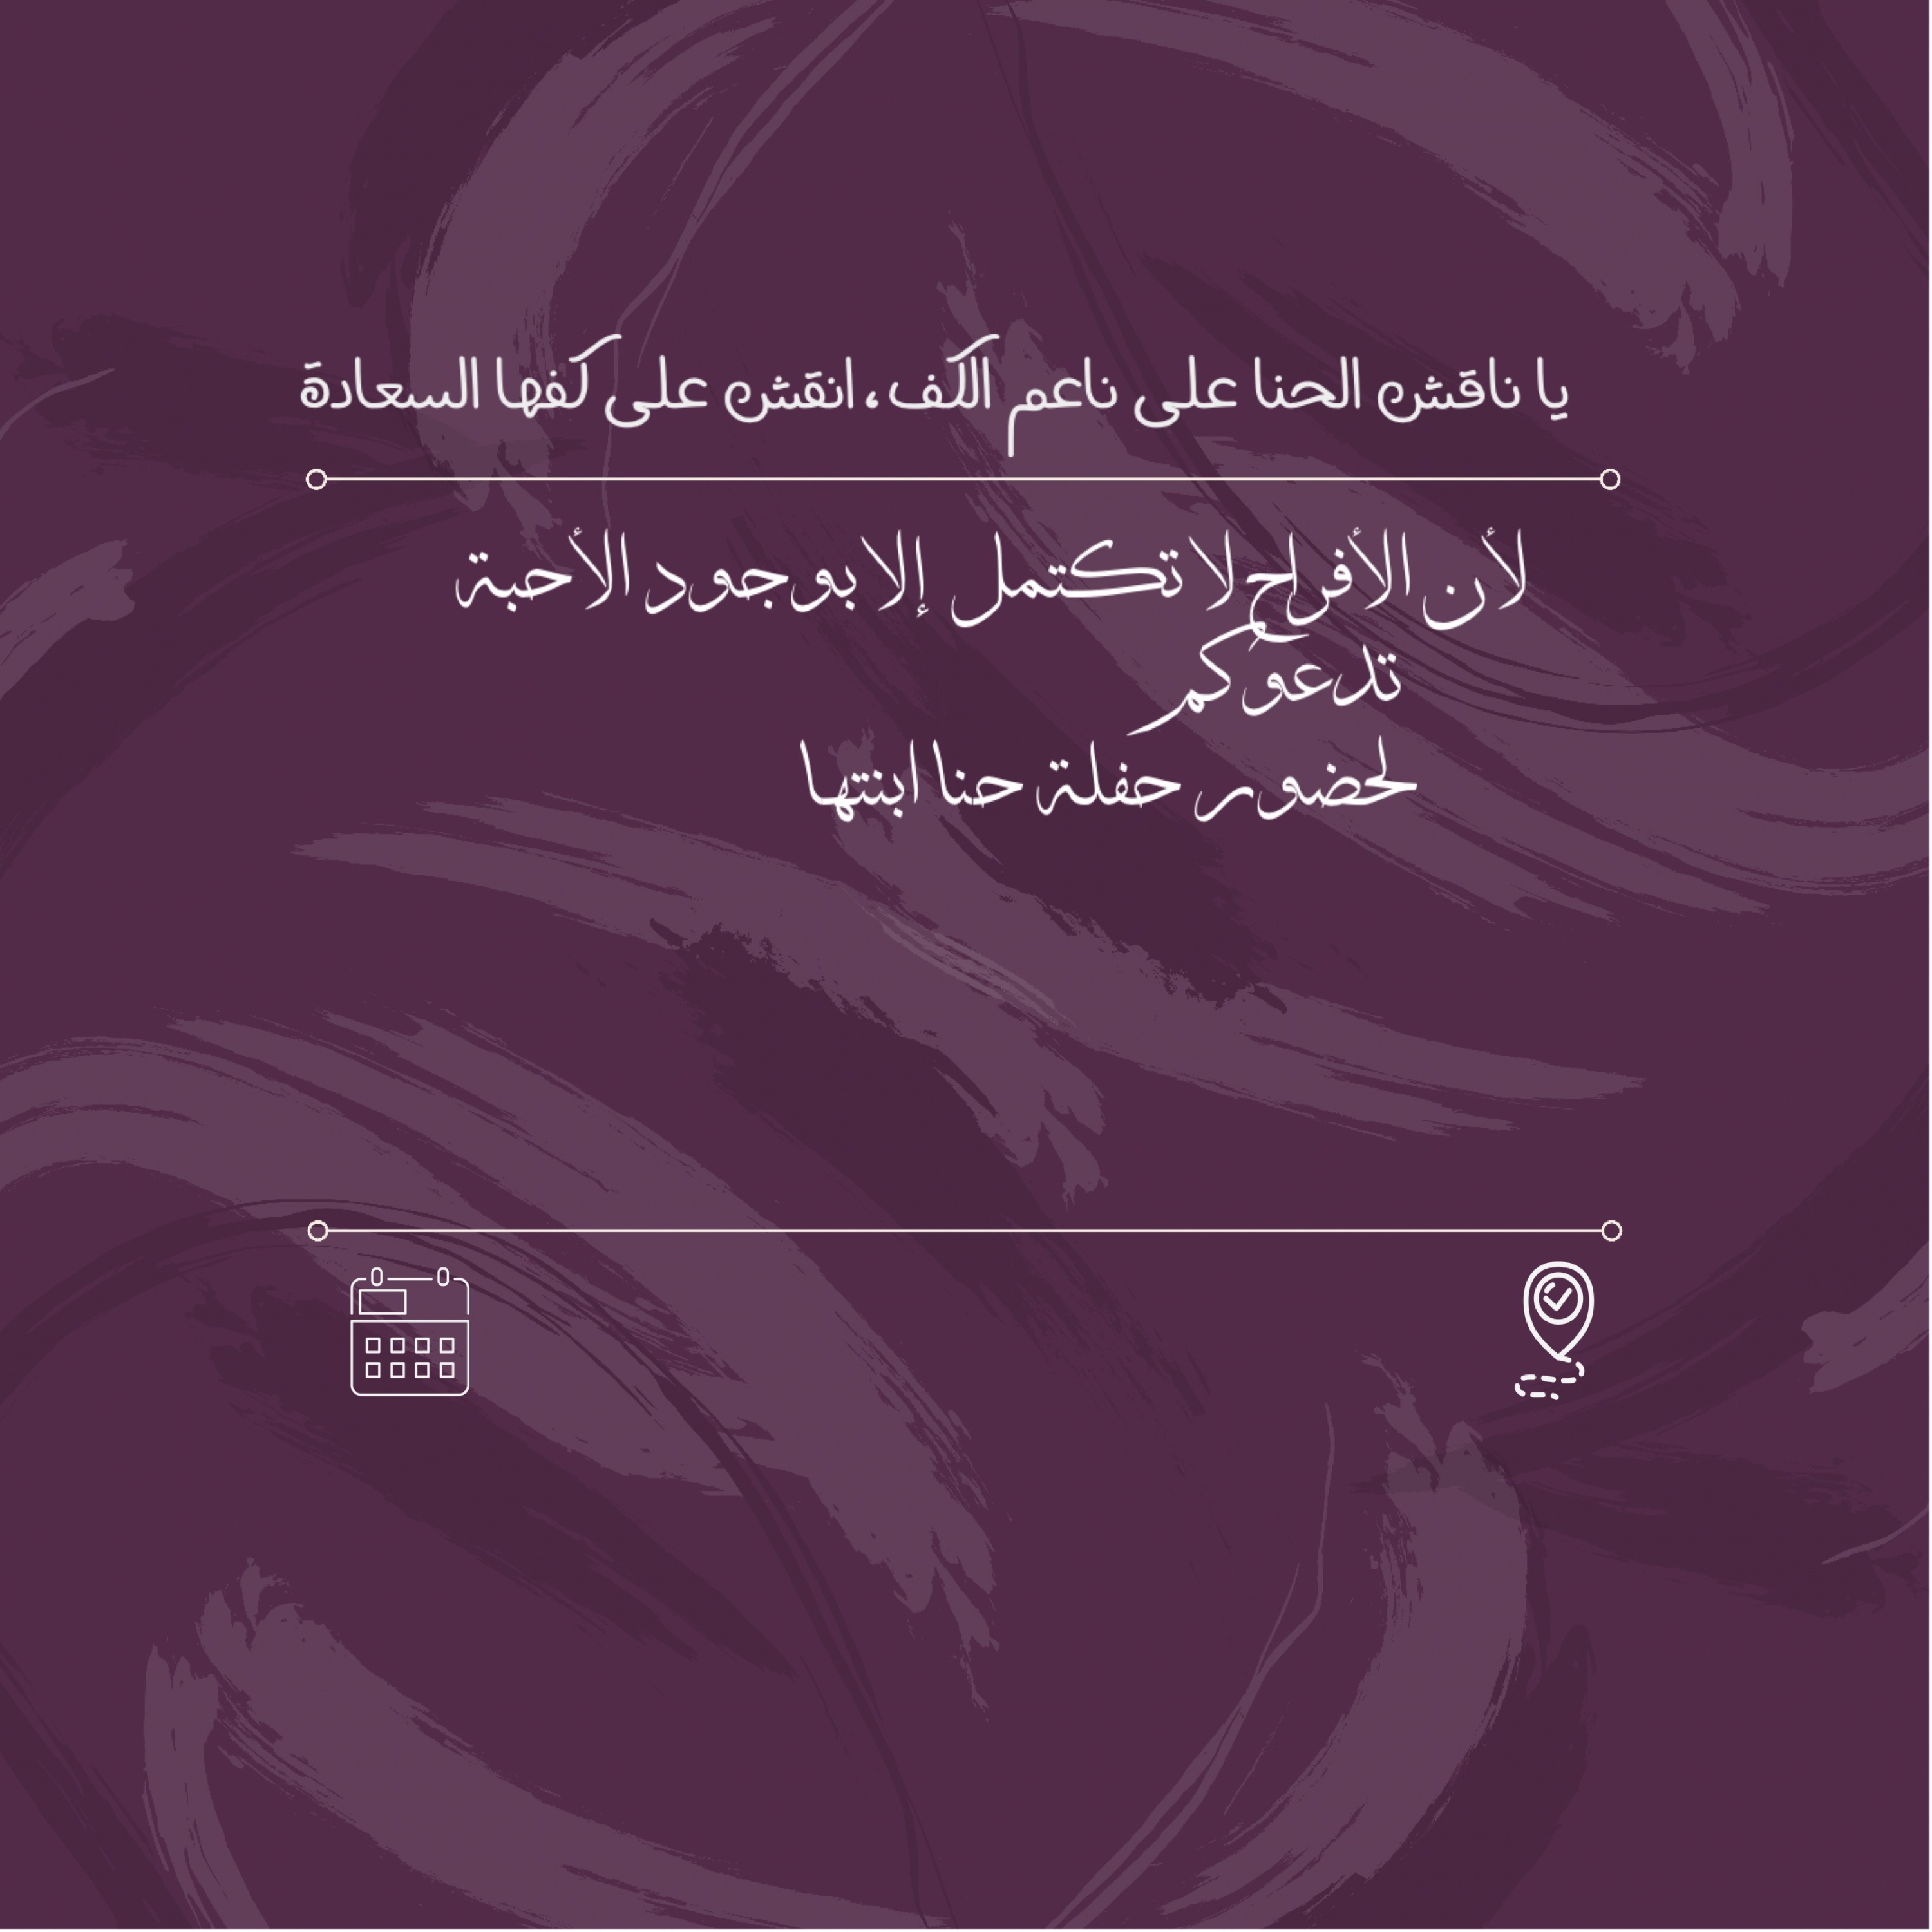 يا ناقش الحنا على ناعم الكف، انقش على كفها السعادة
لأن الأفراح لا تكتمل إلا بوجود الأحبة
تدعوكم
لحضور حفلة حنا ابنتها